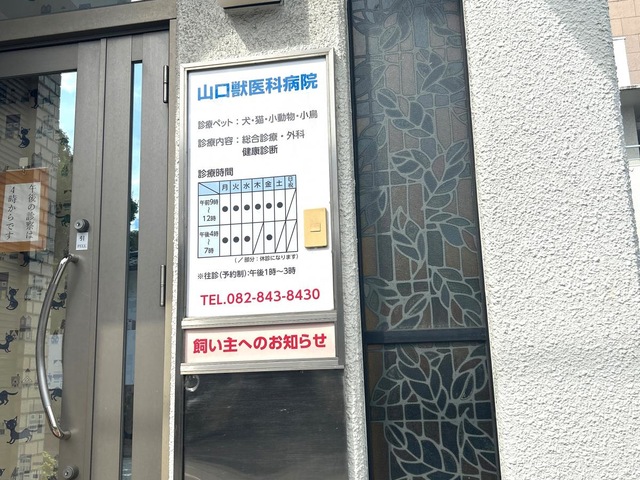 山口獣医科病院
診療ペット：犬・猫・小動物・小鳥
診療内容：総合診療・外科
健康診断
診療時間
月 火 水 木 金 土 日・祝
午前9時〜12時 ● ● ● ● ● ●
午後4時〜7時 ● ● ● ●
(／部分：休診になります)
※往診(予約制)：午後1時〜3時
TEL.082-843-8430
飼い主へのお知らせ
午後の診察は
4時からです
引